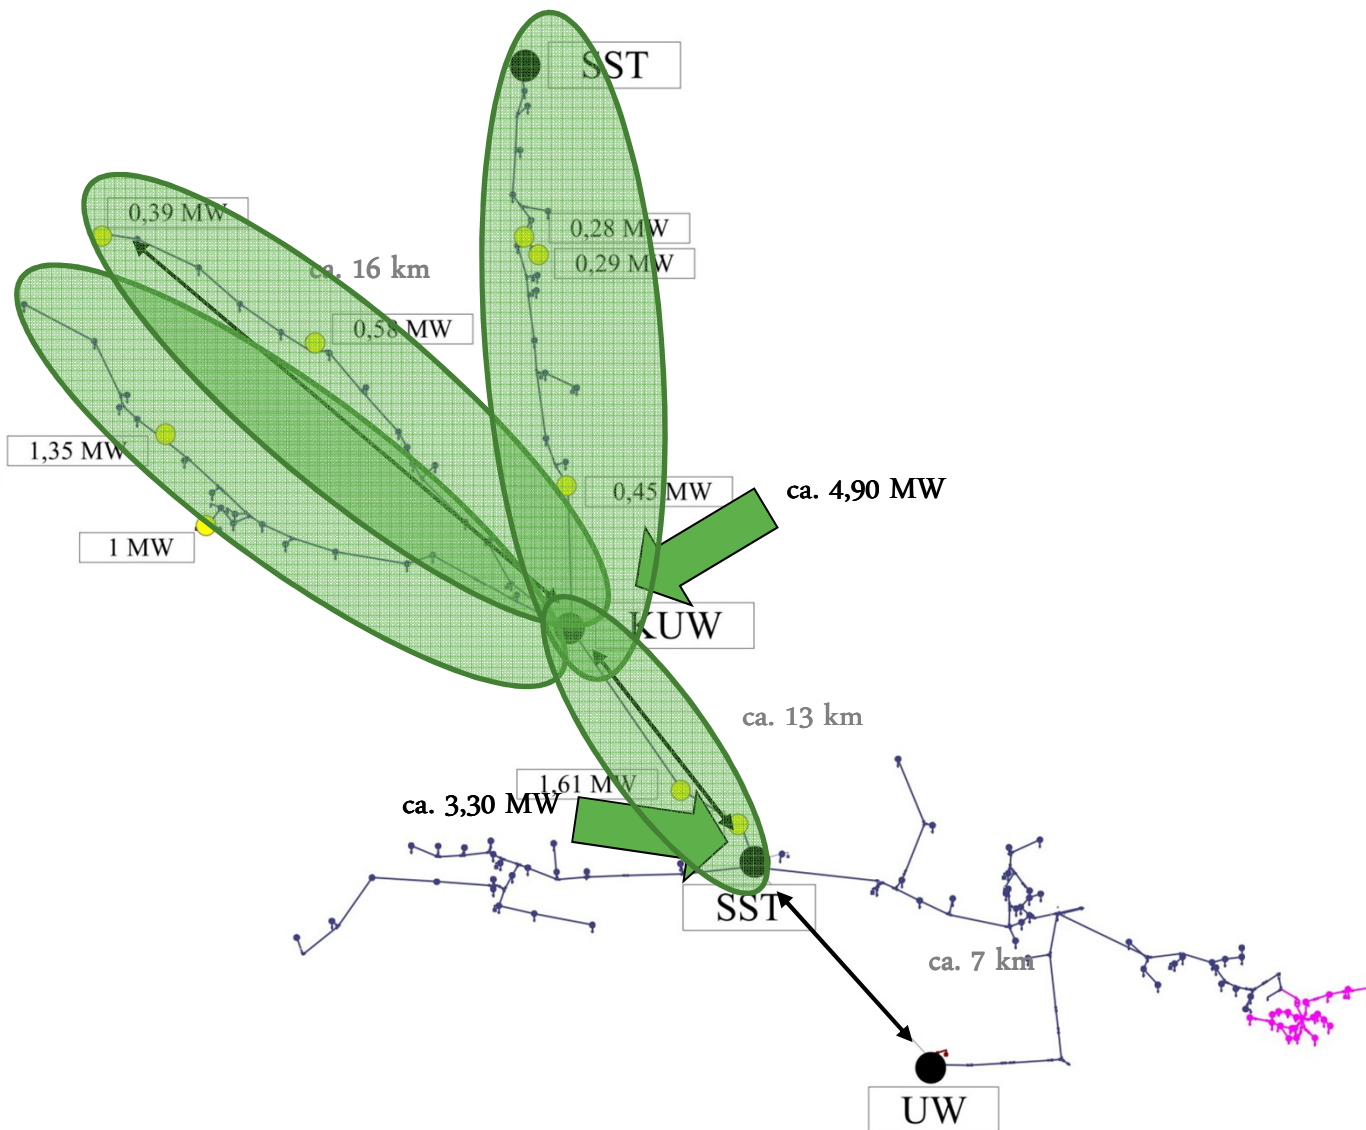 SST
0,39 MW
0,28 MW
0,29 MW
ca. 16 km
0,58 MW
1,35 MW
0,45 MW
ca. 4,90 MW
1 MW
KUW
ca. 13 km
1,61 MW
ca. 3,30 MW
SST
ca. 7 km
UW